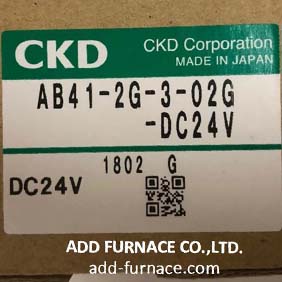 CKD
CKD Corporation
MADE IN JAPAN
AB41-2G-3-02G
-DC24V
1802 G
DC24V
ADD FURNACE CO.,LTD.
add-furnace.com